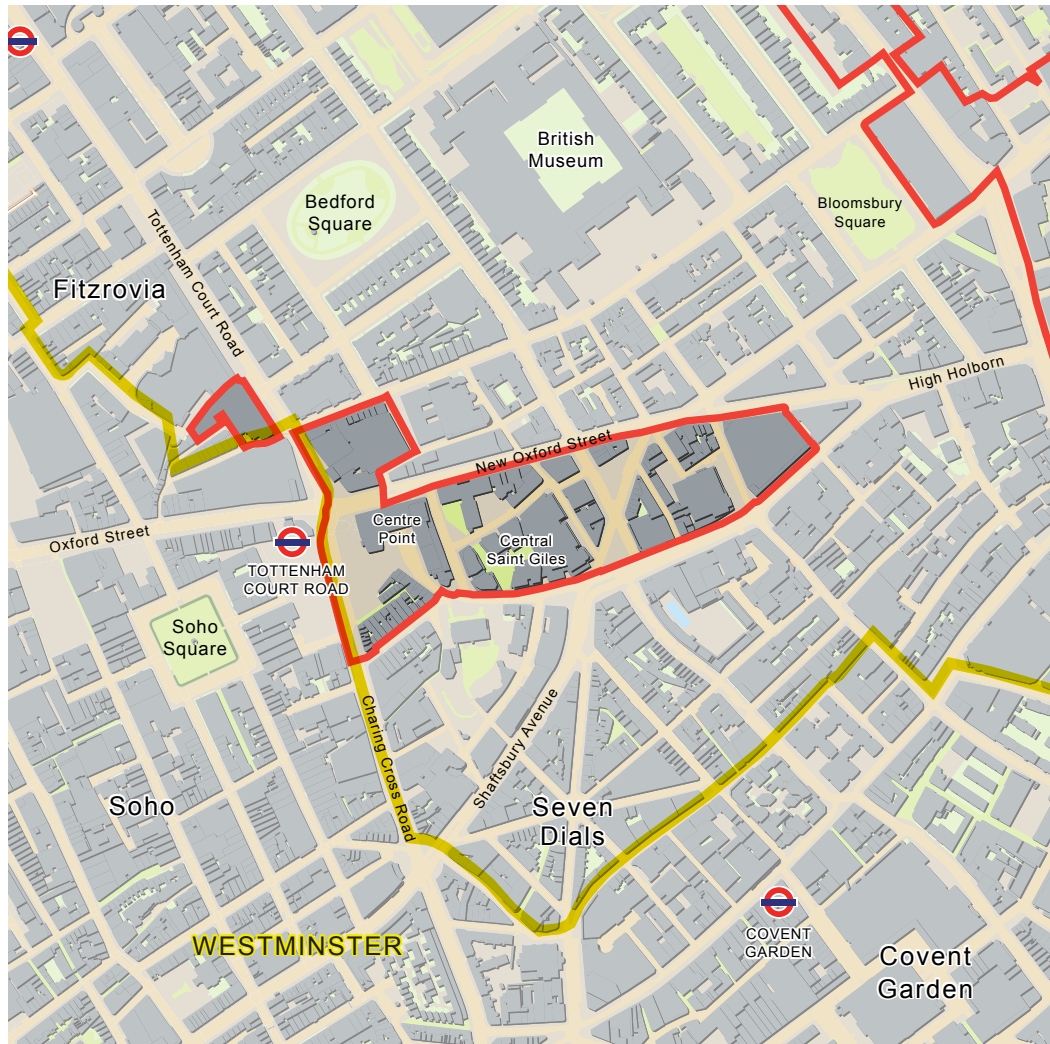 British
Museum
Bedford
Square
Bloomsbury
Square
Tottenham Court Road
Fitzrovia
High Holborn
New Oxford Street
Centre
Point
Central
Saint Giles
Oxford Street
TOTTENHAM
COURT ROAD
Soho
Square
Charing Cross Road
Shaftsbury Avenue
Soho
Seven
Dials
WESTMINSTER
COVENT
GARDEN
Covent
Garden